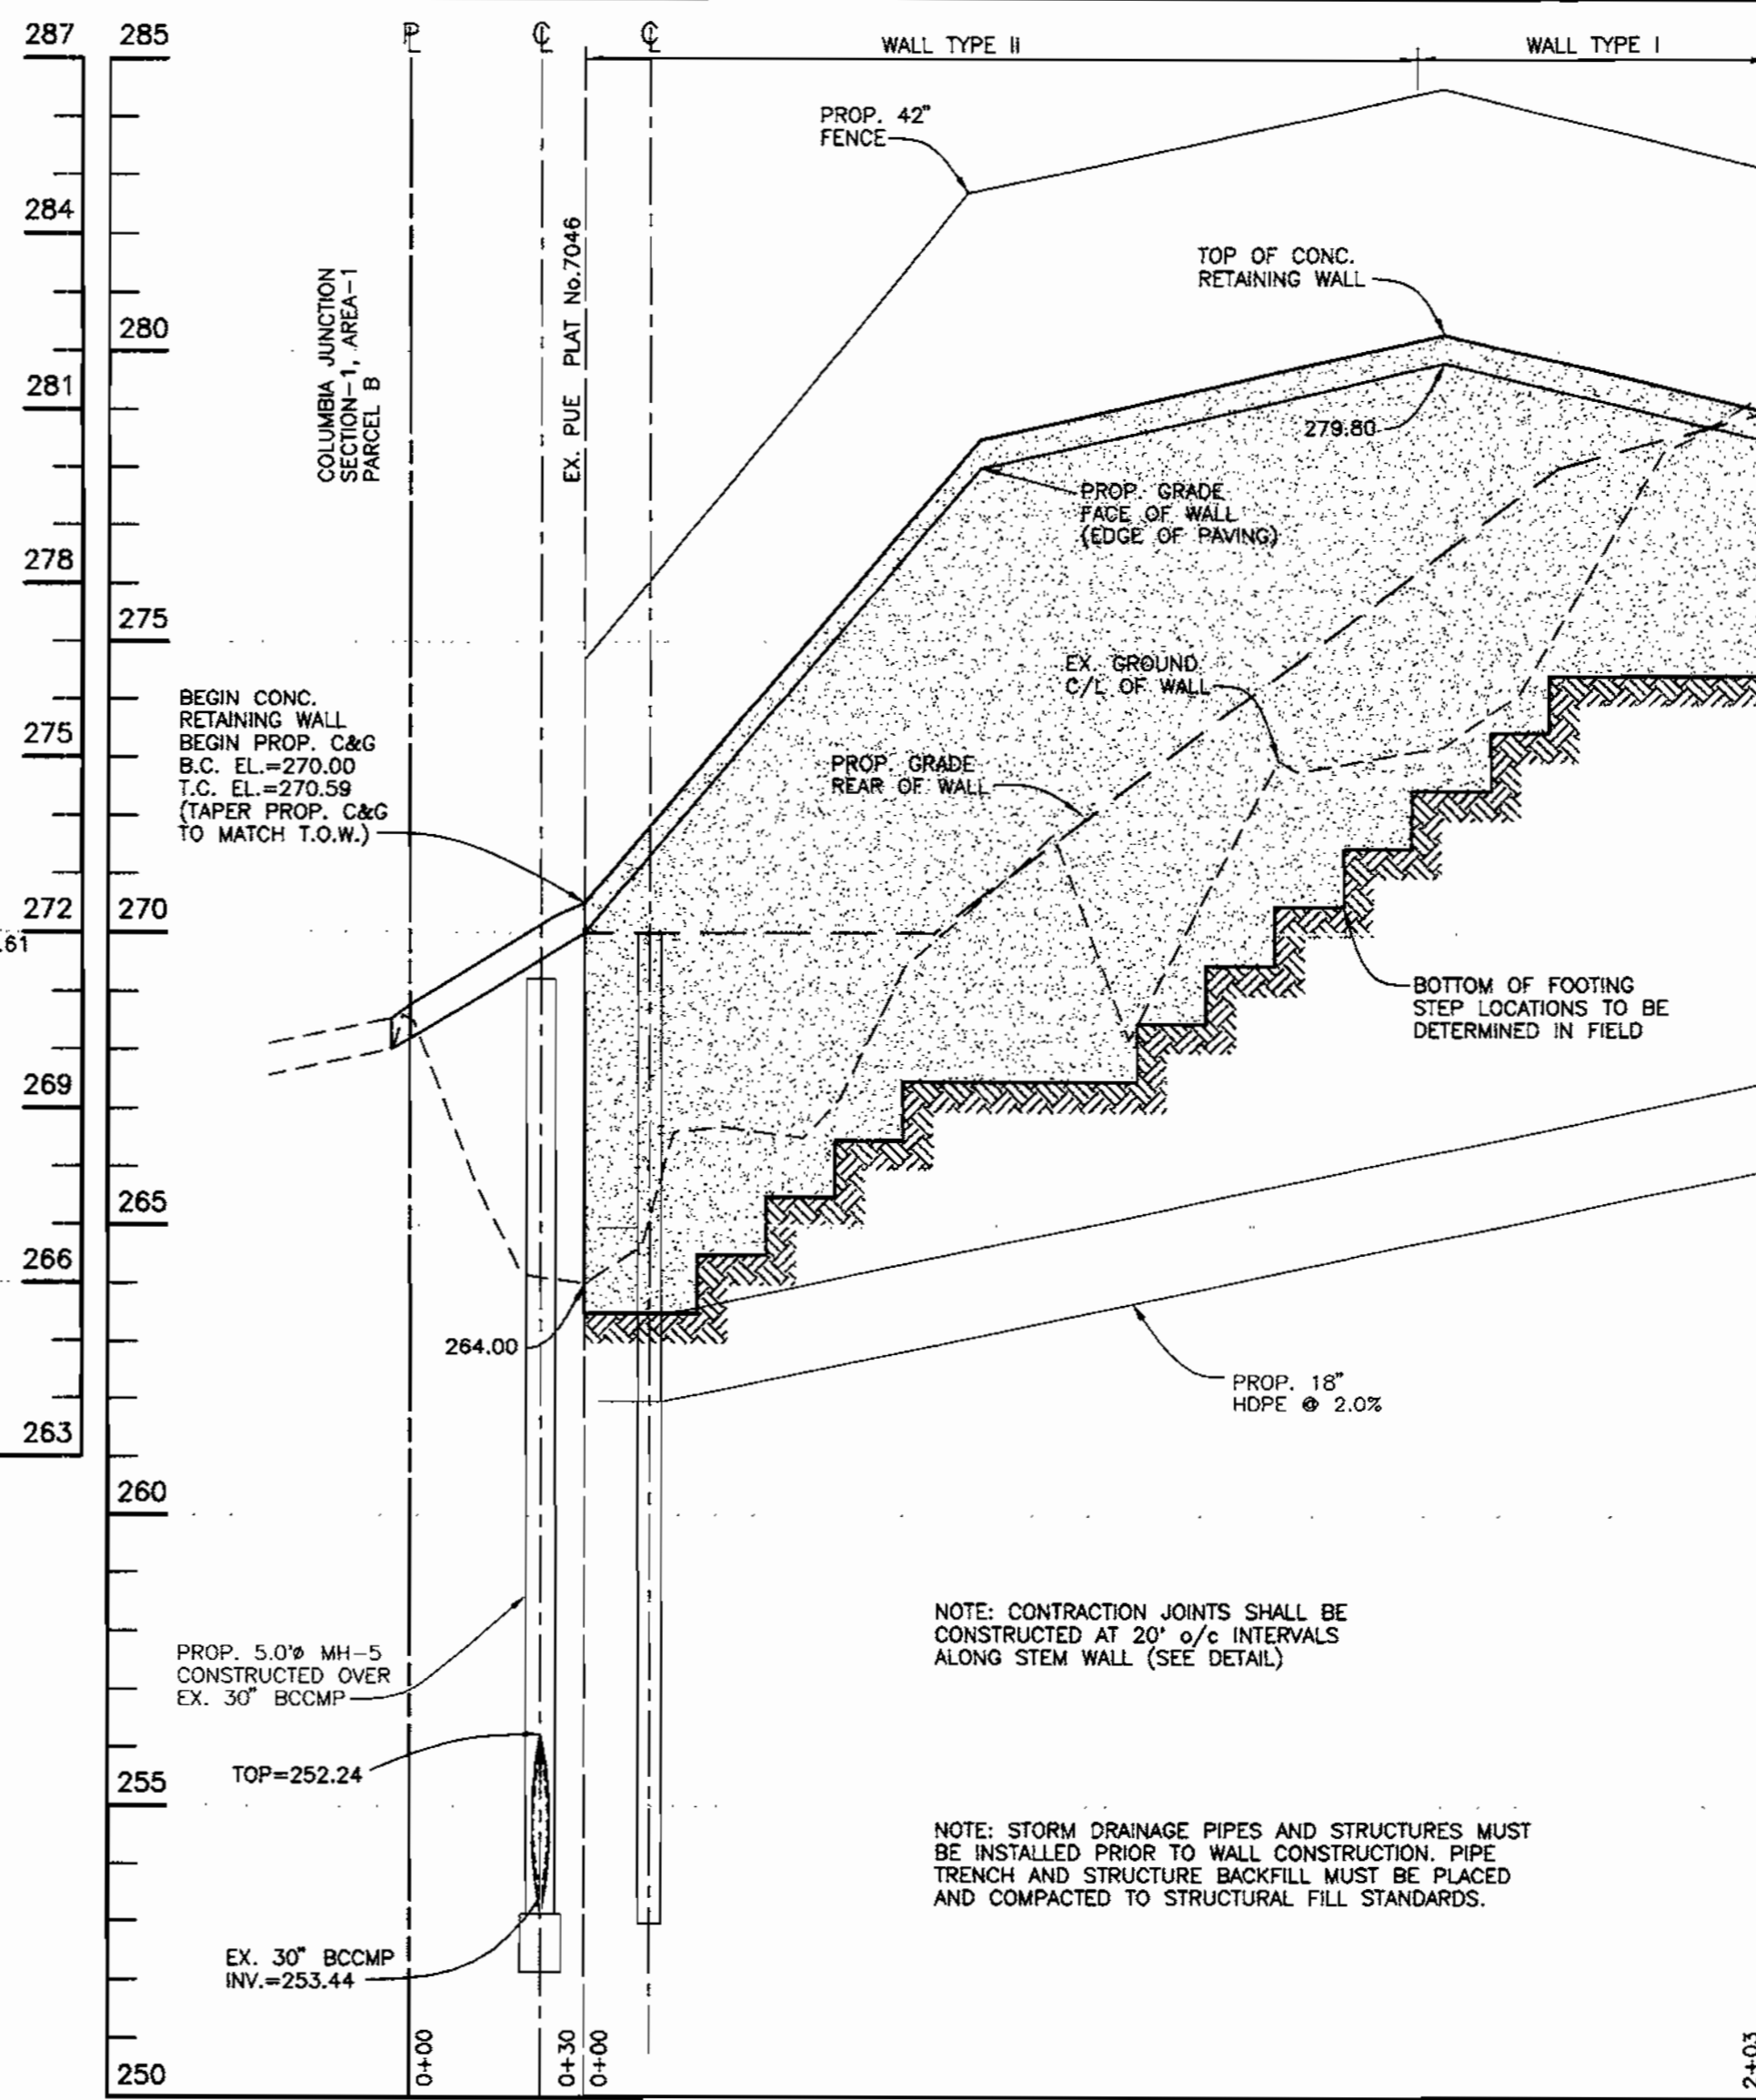 287
284
281
278
275
272
.61
269
266
263
285
280
275
270
265
260
255
250
WALL TYPE II
WALL TYPE I
PROP. 42"
FENCE
TOP OF CONC.
RETAINING WALL
COLUMBIA JUNCTION
SECTION-1, AREA-1
PARCEL B
EX. PUE PLAT No.7046
279.80
PROP. GRADE
FACE OF WALL
(EDGE OF PAVING)
EX. GROUND
C/L OF WALL
BEGIN CONC.
RETAINING WALL
BEGIN PROP. C&G
B.C. EL.=270.00
T.C. EL.=270.59
(TAPER PROP. C&G
TO MATCH T.O.W.)
PROP. GRADE
REAR OF WALL
BOTTOM OF FOOTING
STEP LOCATIONS TO BE
DETERMINED IN FIELD
264.00
PROP. 18"
HDPE @ 2.0%
NOTE: CONTRACTION JOINTS SHALL BE
CONSTRUCTED AT 20' o/c INTERVALS
ALONG STEM WALL (SEE DETAIL)
PROP. 5.0'ø MH-5
CONSTRUCTED OVER
EX. 30" BCCMP
TOP=252.24
NOTE: STORM DRAINAGE PIPES AND STRUCTURES MUST
BE INSTALLED PRIOR TO WALL CONSTRUCTION. PIPE
TRENCH AND STRUCTURE BACKFILL MUST BE PLACED
AND COMPACTED TO STRUCTURAL FILL STANDARDS.
EX. 30" BCCMP
INV.=253.44
0+00
0+30
0+00
2+03